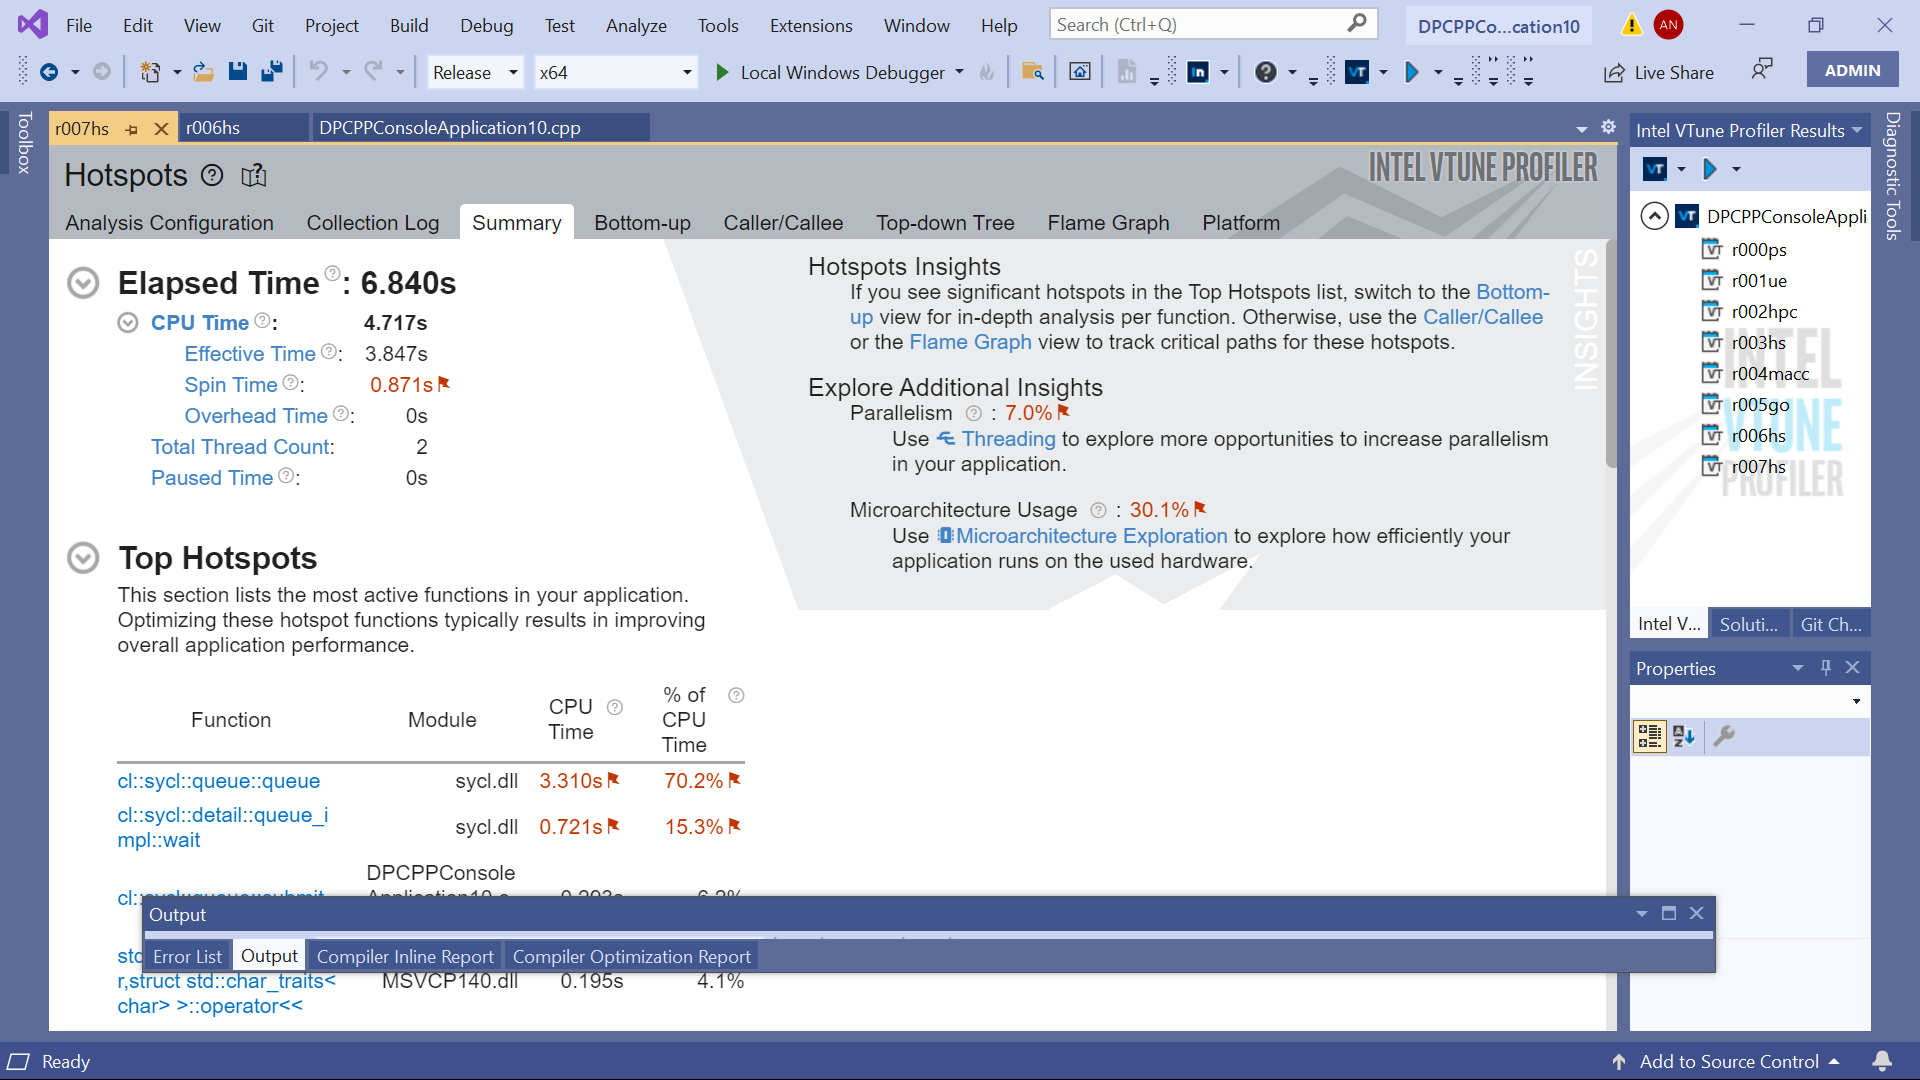 File Edit View Git Project Build Debug Test Analyze Tools Extensions Window Help Search (Ctrl+Q) DPCPPCo...cation10 AN
Release x64 Local Windows Debugger in VT Live Share ADMIN
Toolbox
r007hs r006hs DPCPPConsoleApplication10.cpp
Hotspots
INTEL VTUNE PROFILER
Analysis Configuration Collection Log Summary Bottom-up Caller/Callee Top-down Tree Flame Graph Platform
Elapsed Time: 6.840s
CPU Time: 4.717s
Effective Time: 3.847s
Spin Time: 0.871s
Overhead Time: 0s
Total Thread Count: 2
Paused Time: 0s
Hotspots Insights
If you see significant hotspots in the Top Hotspots list, switch to the Bottom-
up view for in-depth analysis per function. Otherwise, use the Caller/Callee
or the Flame Graph view to track critical paths for these hotspots.
Explore Additional Insights
Parallelism : 7.0%
Use Threading to explore more opportunities to increase parallelism
in your application.
Microarchitecture Usage : 30.1%
Use Microarchitecture Exploration to explore how efficiently your
application runs on the used hardware.
INSIGHTS
Top Hotspots
This section lists the most active functions in your application.
Optimizing these hotspot functions typically results in improving
overall application performance.
Function Module CPU Time % of CPU Time
cl::sycl::queue::queue sycl.dll 3.310s 70.2%
cl::sycl::detail::queue_i
mpl::wait sycl.dll 0.721s 15.3%
DPCPPConsole
cl::sycl::queue::submit Application10.e 0.293s 6.2%
r,struct std::char_traits< MSVCP140.dll 0.195s 4.1%
char> >::operator<<
Output
Error List Output Compiler Inline Report Compiler Optimization Report
Intel VTune Profiler Results
VT
DPCPPConsoleAppli
r000ps
r001ue
r002hpc
r003hs
r004macc
r005go
r006hs
r007hs
INTEL
VTUNE
PROFILER
Intel V... Soluti... Git Ch...
Properties
Diagnostic Tools
Ready
Add to Source Control